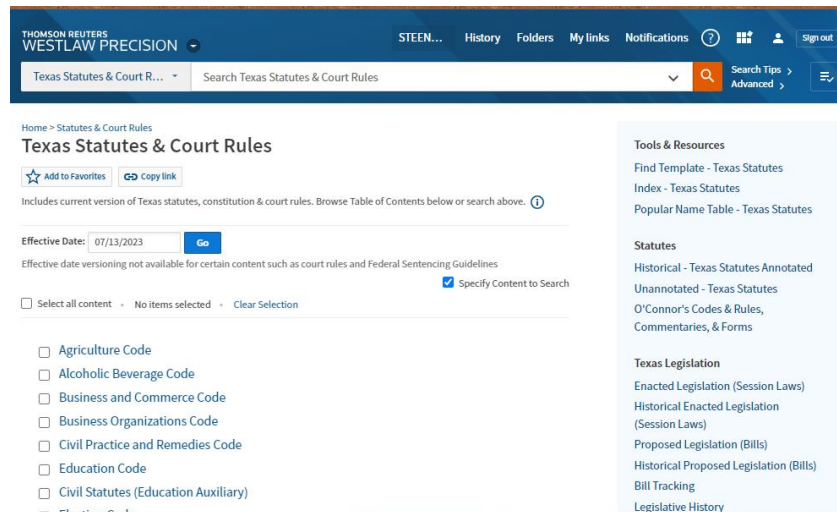 THOMSON REUTERS
WESTLAW PRECISION
STEEN... History Folders My links Notifications ? Sign out
Texas Statutes & Court R... Search Texas Statutes & Court Rules Search Tips > Advanced >
Home > Statutes & Court Rules
Texas Statutes & Court Rules
Add to Favorites Copy link
Includes current version of Texas statutes, constitution & court rules. Browse Table of Contents below or search above.
Effective Date: 07/13/2023 Go
Effective date versioning not available for certain content such as court rules and Federal Sentencing Guidelines
Specify Content to Search
Select all content • No items selected • Clear Selection
Agriculture Code
Alcoholic Beverage Code
Business and Commerce Code
Business Organizations Code
Civil Practice and Remedies Code
Education Code
Civil Statutes (Education Auxiliary)
Tools & Resources
Find Template - Texas Statutes
Index - Texas Statutes
Popular Name Table - Texas Statutes
Statutes
Historical - Texas Statutes Annotated
Unannotated - Texas Statutes
O'Connor's Codes & Rules,
Commentaries, & Forms
Texas Legislation
Enacted Legislation (Session Laws)
Historical Enacted Legislation
(Session Laws)
Proposed Legislation (Bills)
Historical Proposed Legislation (Bills)
Bill Tracking
Legislative History